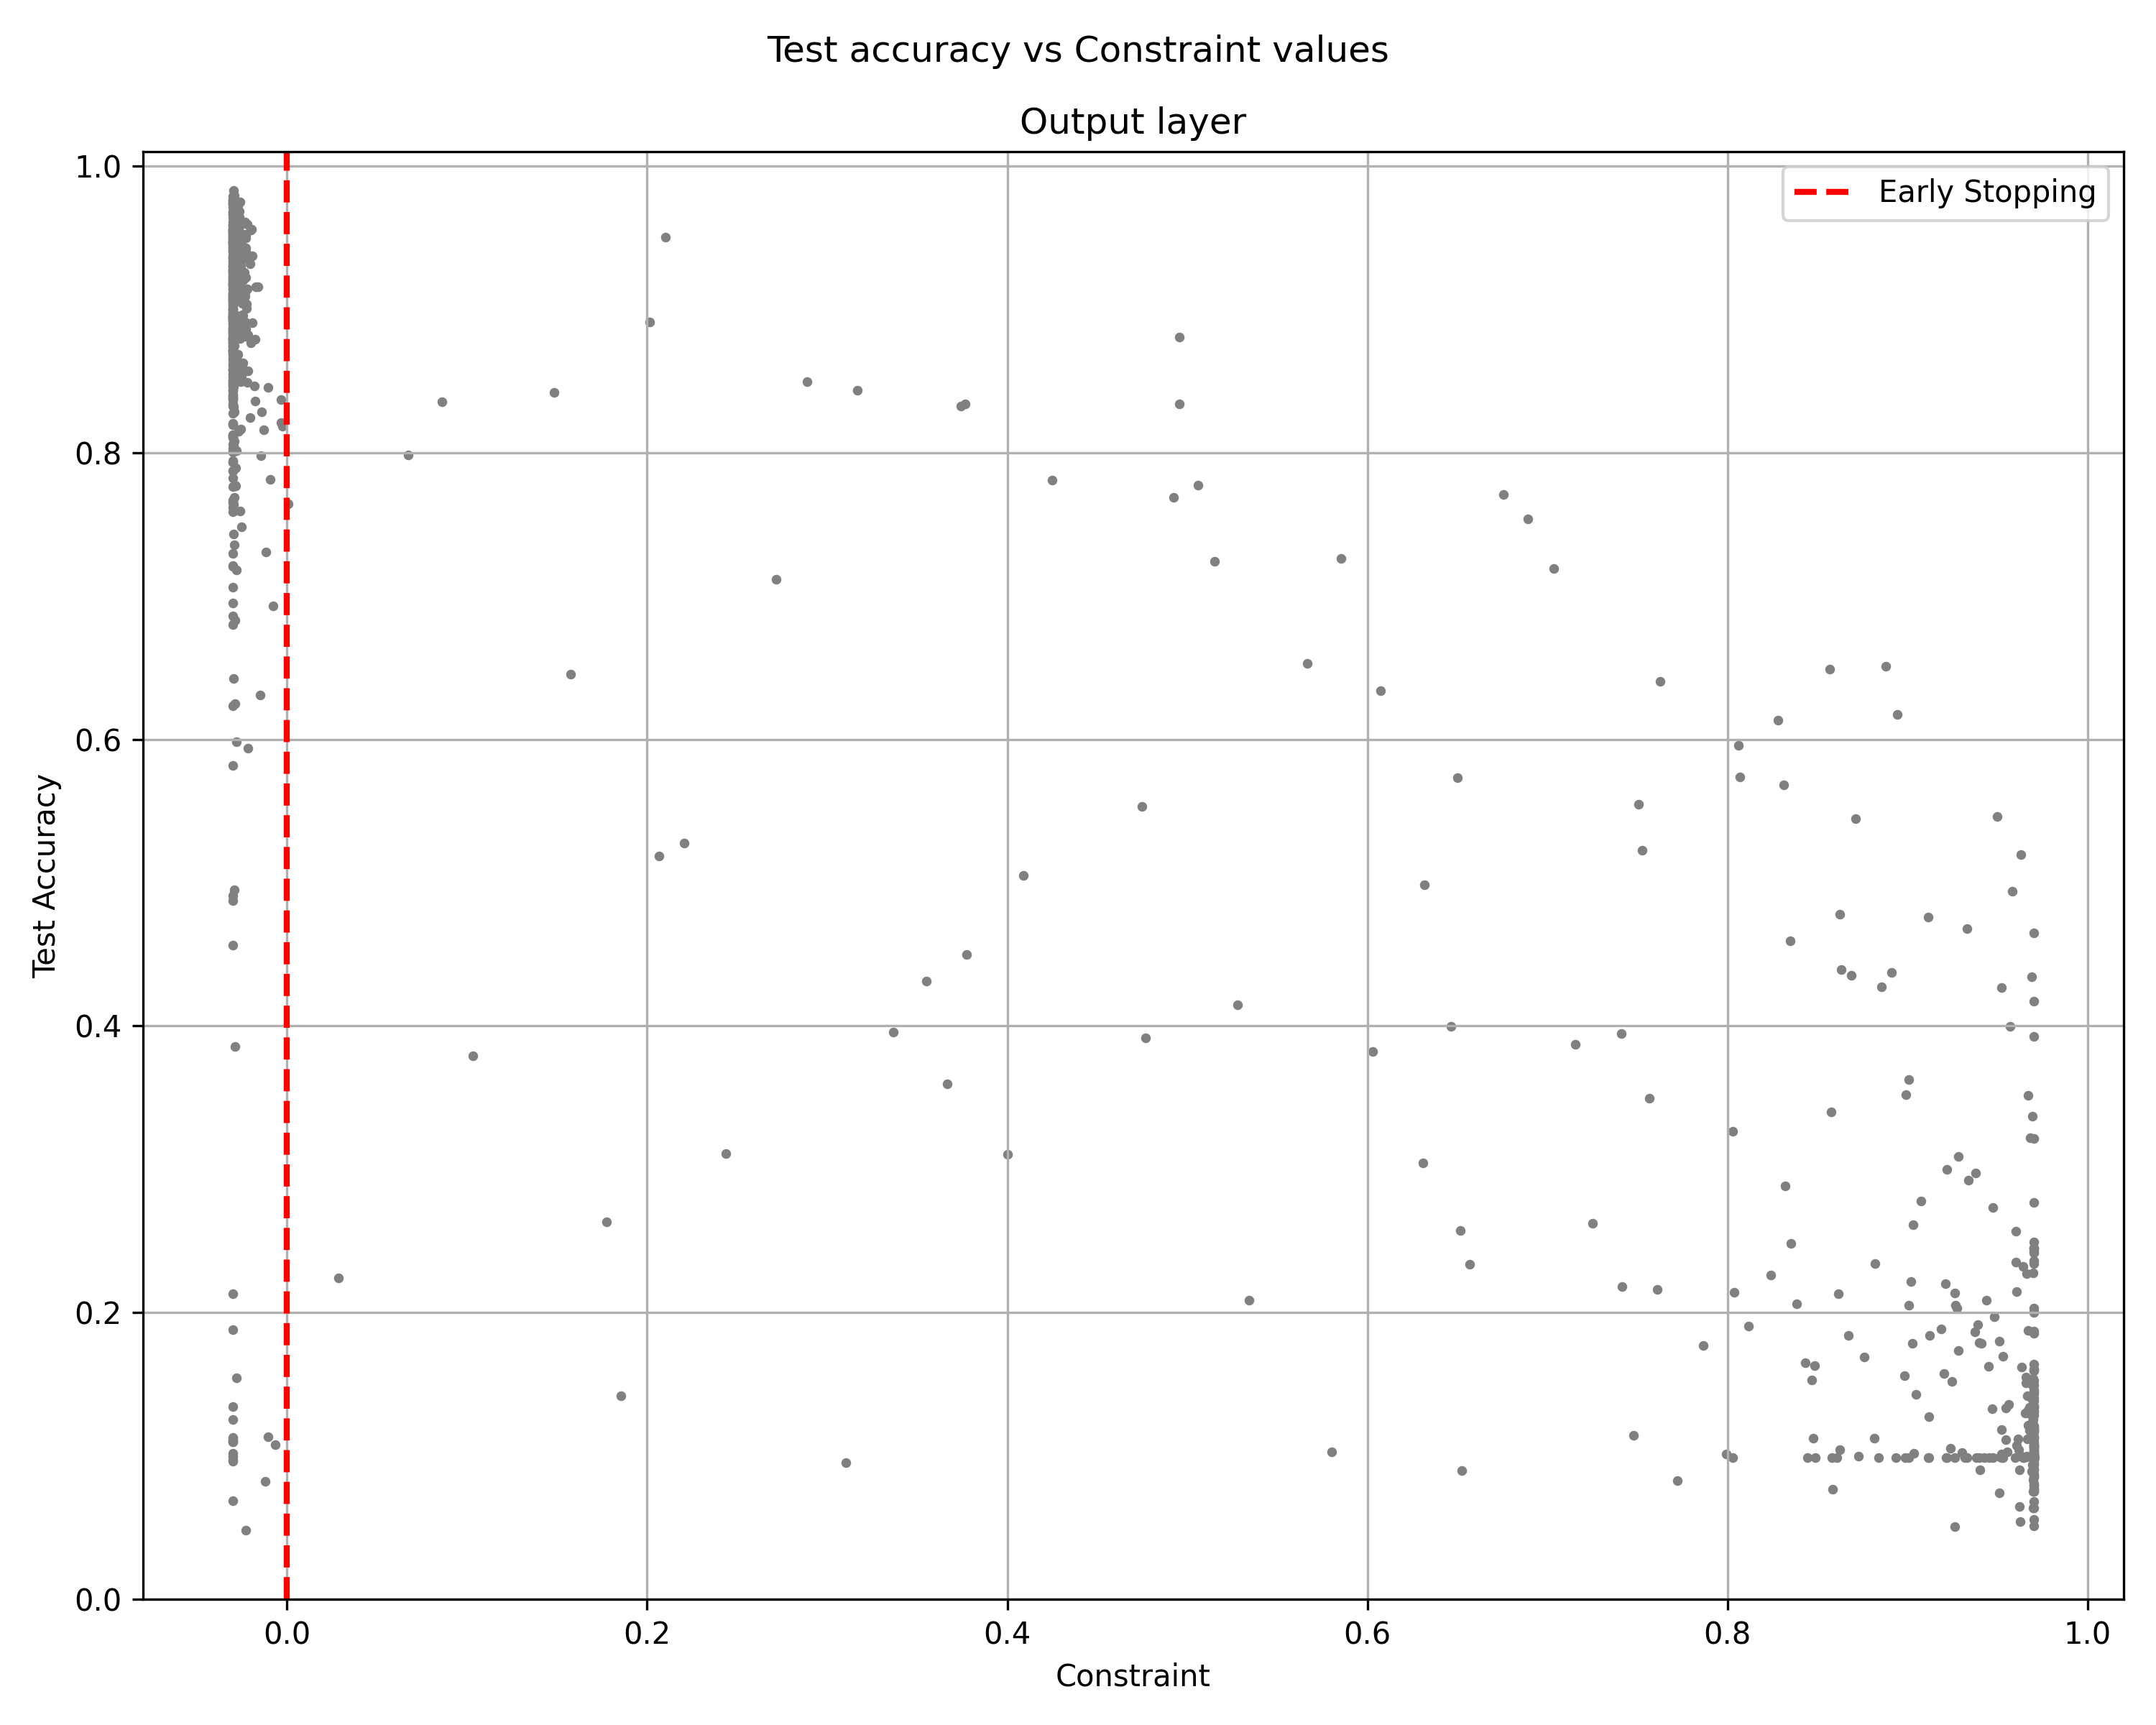 Test accuracy vs Constraint values
Output layer
Early Stopping
1.0
0.8
0.6
0.4
0.2
0.0
Test Accuracy
0.0 0.2 0.4 0.6 0.8 1.0
Constraint